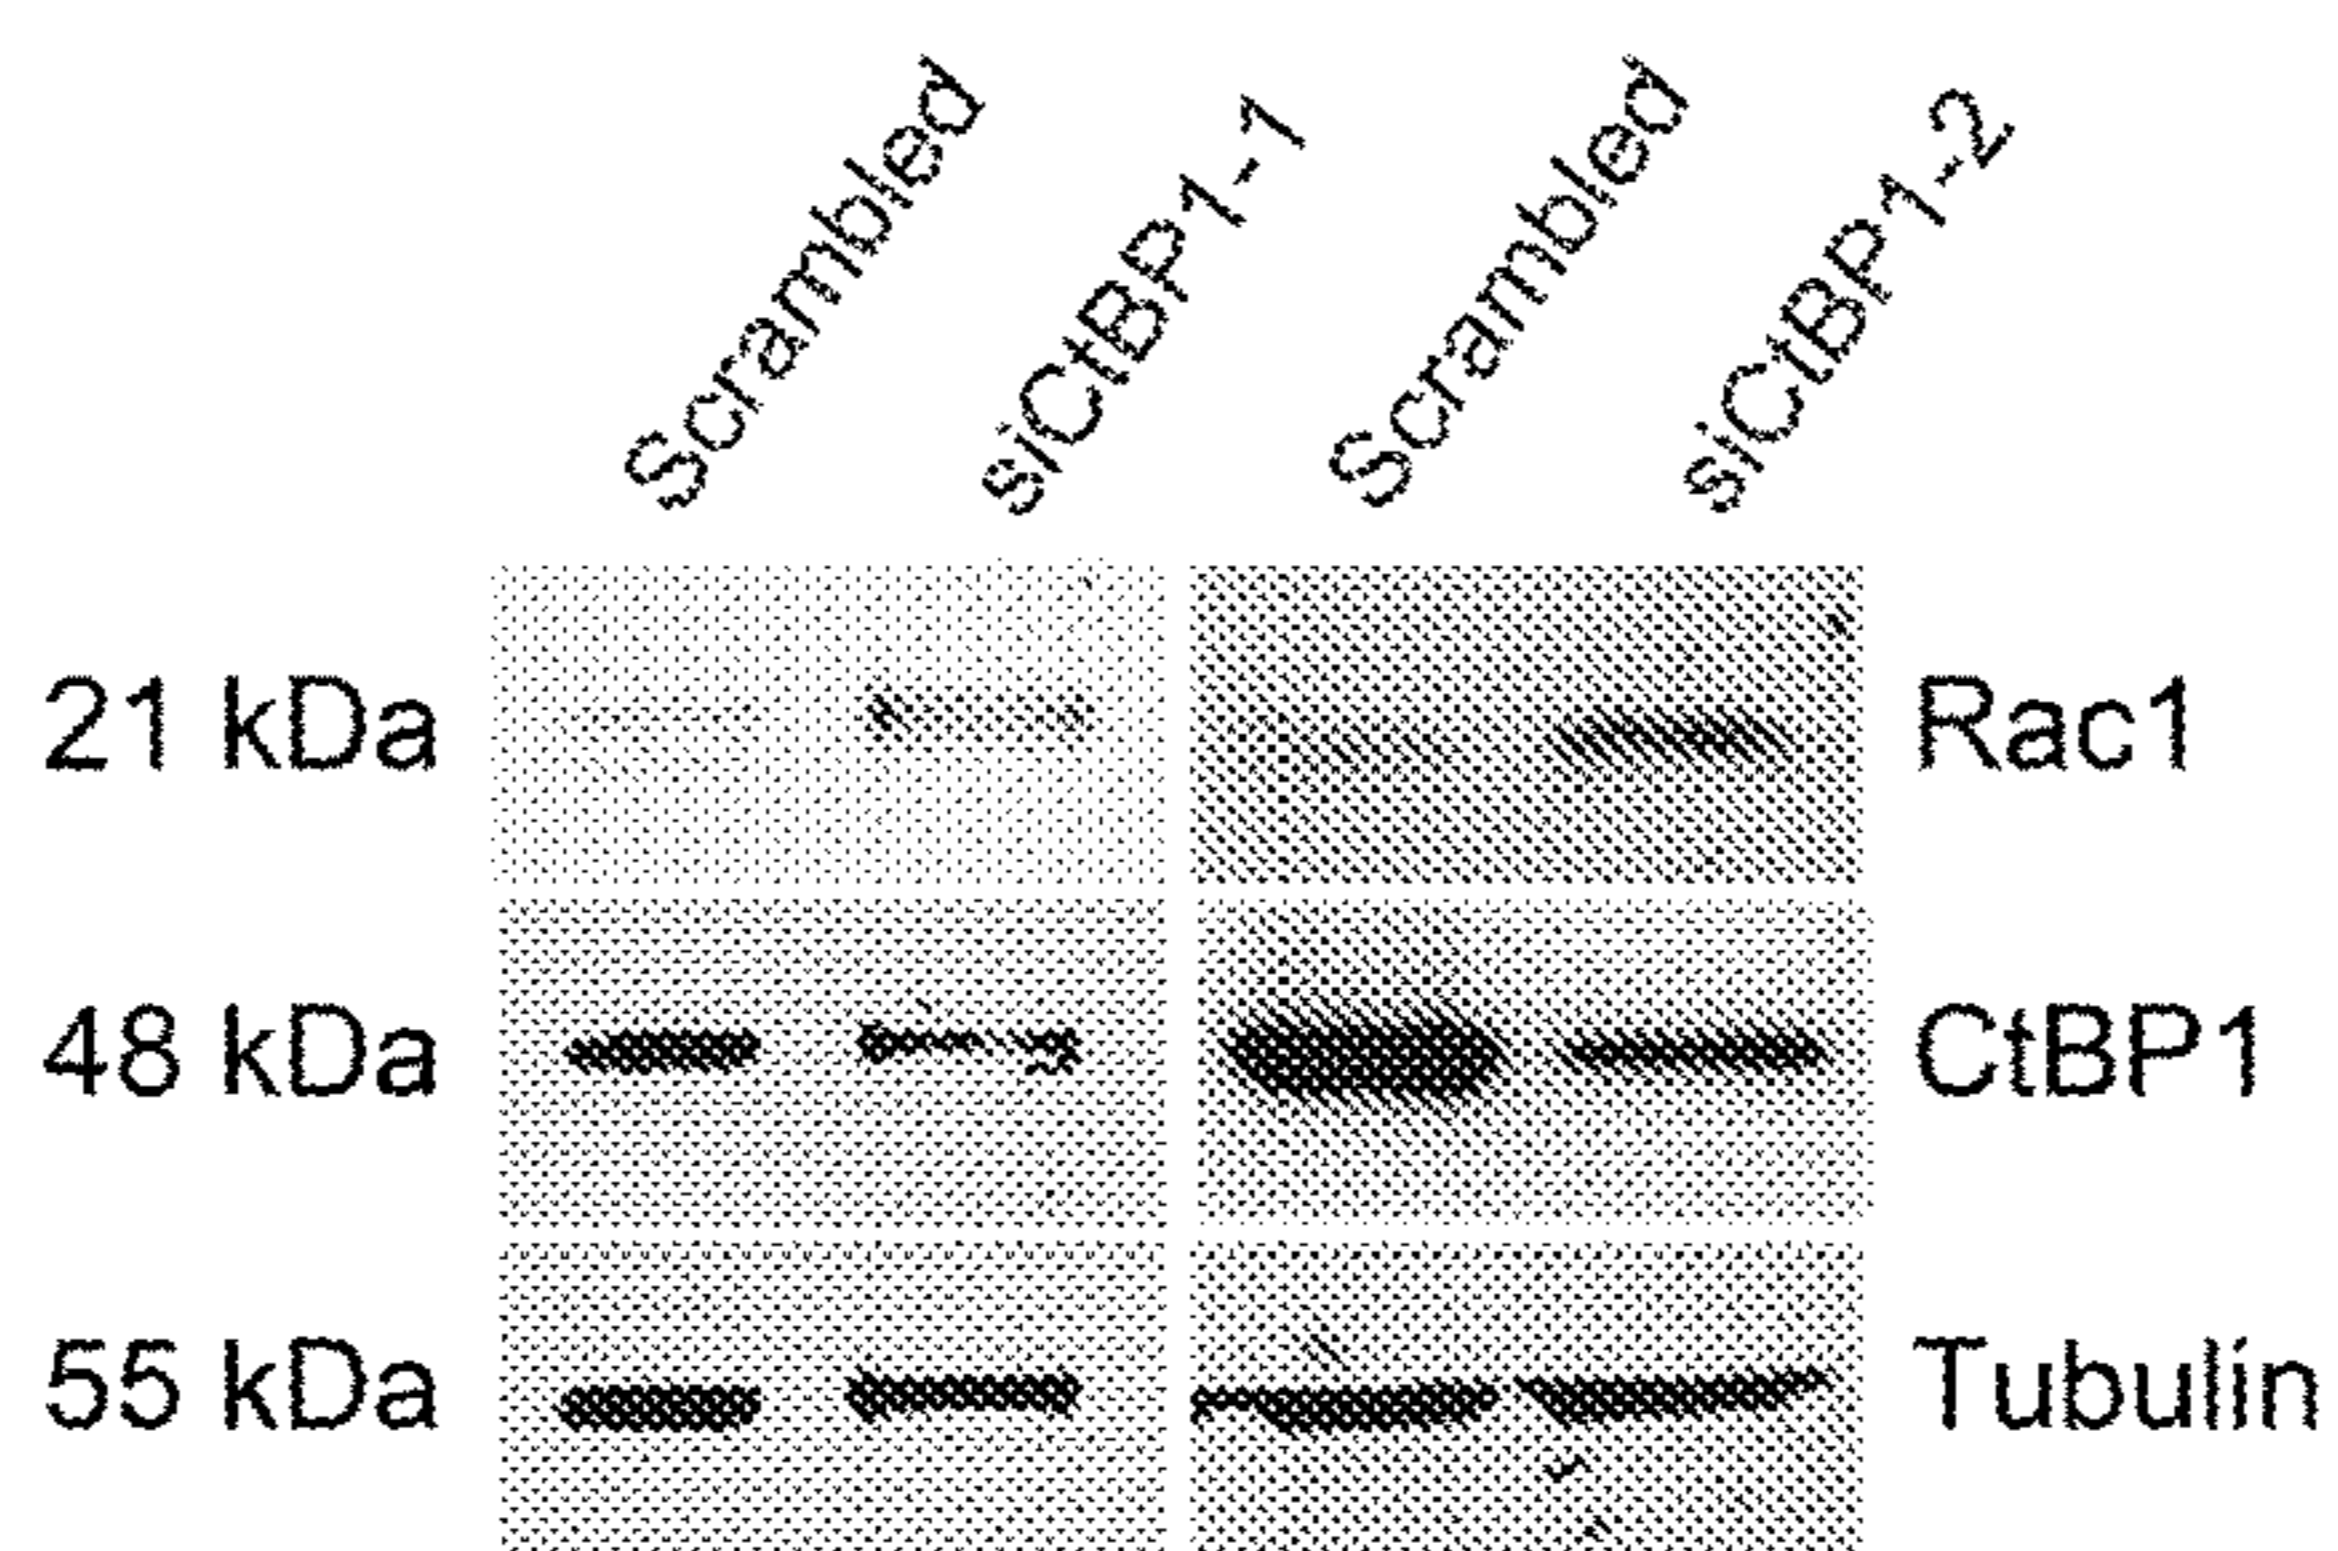 Scrambled siCtBP1-1 Scrambled siCtBP1-2
21 kDa Rac1
48 kDa CtBP1
55 kDa Tubulin